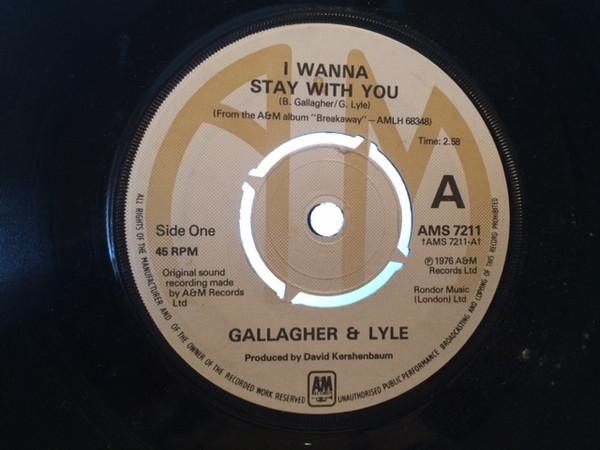 I WANNA
STAY WITH YOU
(B. Gallagher/G. Lyle)
(From the A&M album "Breakaway"—AMLH 68348)
Time: 2.58
A
Side One
45 RPM
AMS 7211
†AMS 7211-A†
Original sound
recording made
by A&M Records
Ltd
℗ 1976 A&M
Records Ltd
Rondor Music
(London) Ltd
GALLAGHER & LYLE
Produced by David Kershenbaum
AM
RECORDS
ALL RIGHTS OF THE MANUFACTURER AND OF THE OWNER OF THE RECORDED WORK RESERVED
UNAUTHORISED PUBLIC PERFORMANCE BROADCASTING AND COPYING OF THIS RECORD PROHIBITED